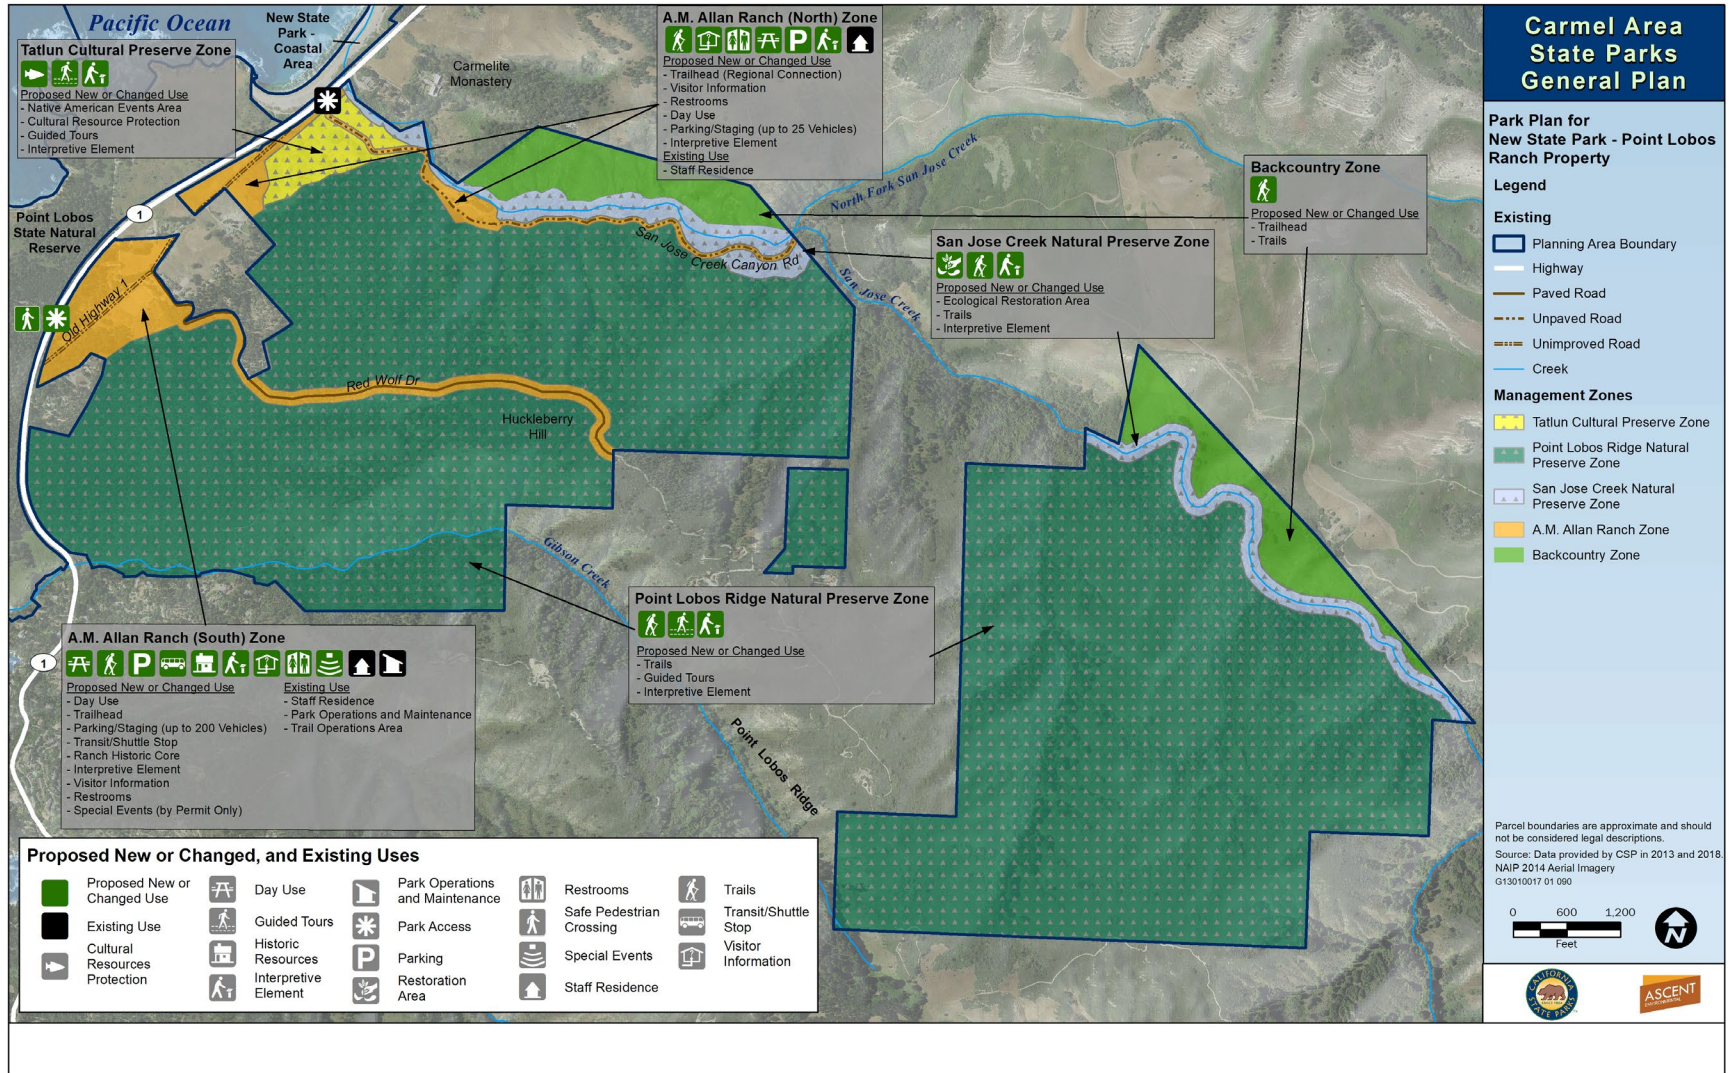 Pacific Ocean
New State
Park -
Coastal
Area
Carmelite
Monastery
Tatlun Cultural Preserve Zone
Proposed New or Changed Use
- Native American Events Area
- Cultural Resource Protection
- Guided Tours
- Interpretive Element
A.M. Allan Ranch (North) Zone
P
Proposed New or Changed Use
- Trailhead (Regional Connection)
- Visitor Information
- Restrooms
- Day Use
- Parking/Staging (up to 25 Vehicles)
- Interpretive Element
Existing Use
- Staff Residence
North Fork San Jose Creek
Backcountry Zone
Proposed New or Changed Use
- Trailhead
- Trails
San Jose Creek Natural Preserve Zone
Proposed New or Changed Use
- Ecological Restoration Area
- Trails
- Interpretive Element
Point Lobos
State Natural
Reserve
1
San Jose Creek Canyon Rd
San Jose Creek
Old Highway 1
Red Wolf Dr
Huckleberry
Hill
Gibson Creek
Point Lobos Ridge Natural Preserve Zone
Proposed New or Changed Use
- Trails
- Guided Tours
- Interpretive Element
Point Lobos Ridge
1
A.M. Allan Ranch (South) Zone
P
Proposed New or Changed Use
- Day Use
- Trailhead
- Parking/Staging (up to 200 Vehicles)
- Transit/Shuttle Stop
- Ranch Historic Core
- Interpretive Element
- Visitor Information
- Restrooms
- Special Events (by Permit Only)
Existing Use
- Staff Residence
- Park Operations and Maintenance
- Trail Operations Area
Proposed New or Changed, and Existing Uses
Proposed New or
Changed Use
Existing Use
Cultural
Resources
Protection
Day Use
Guided Tours
Historic
Resources
Interpretive
Element
Park Operations
and Maintenance
Park Access
P
Parking
Restoration
Area
Restrooms
Safe Pedestrian
Crossing
Special Events
Staff Residence
Trails
Transit/Shuttle
Stop
Visitor
Information
Carmel Area
State Parks
General Plan
Park Plan for
New State Park - Point Lobos
Ranch Property
Legend
Existing
Planning Area Boundary
Highway
Paved Road
Unpaved Road
Unimproved Road
Creek
Management Zones
Tatlun Cultural Preserve Zone
Point Lobos Ridge Natural
Preserve Zone
San Jose Creek Natural
Preserve Zone
A.M. Allan Ranch Zone
Backcountry Zone
Parcel boundaries are approximate and should
not be considered legal descriptions.
Source: Data provided by CSP in 2013 and 2018.
NAIP 2014 Aerial Imagery
G13010017 01 090
0 600 1,200
Feet
N
CALIFORNIA
STATE PARKS
ASCENT
ENVIRONMENTAL